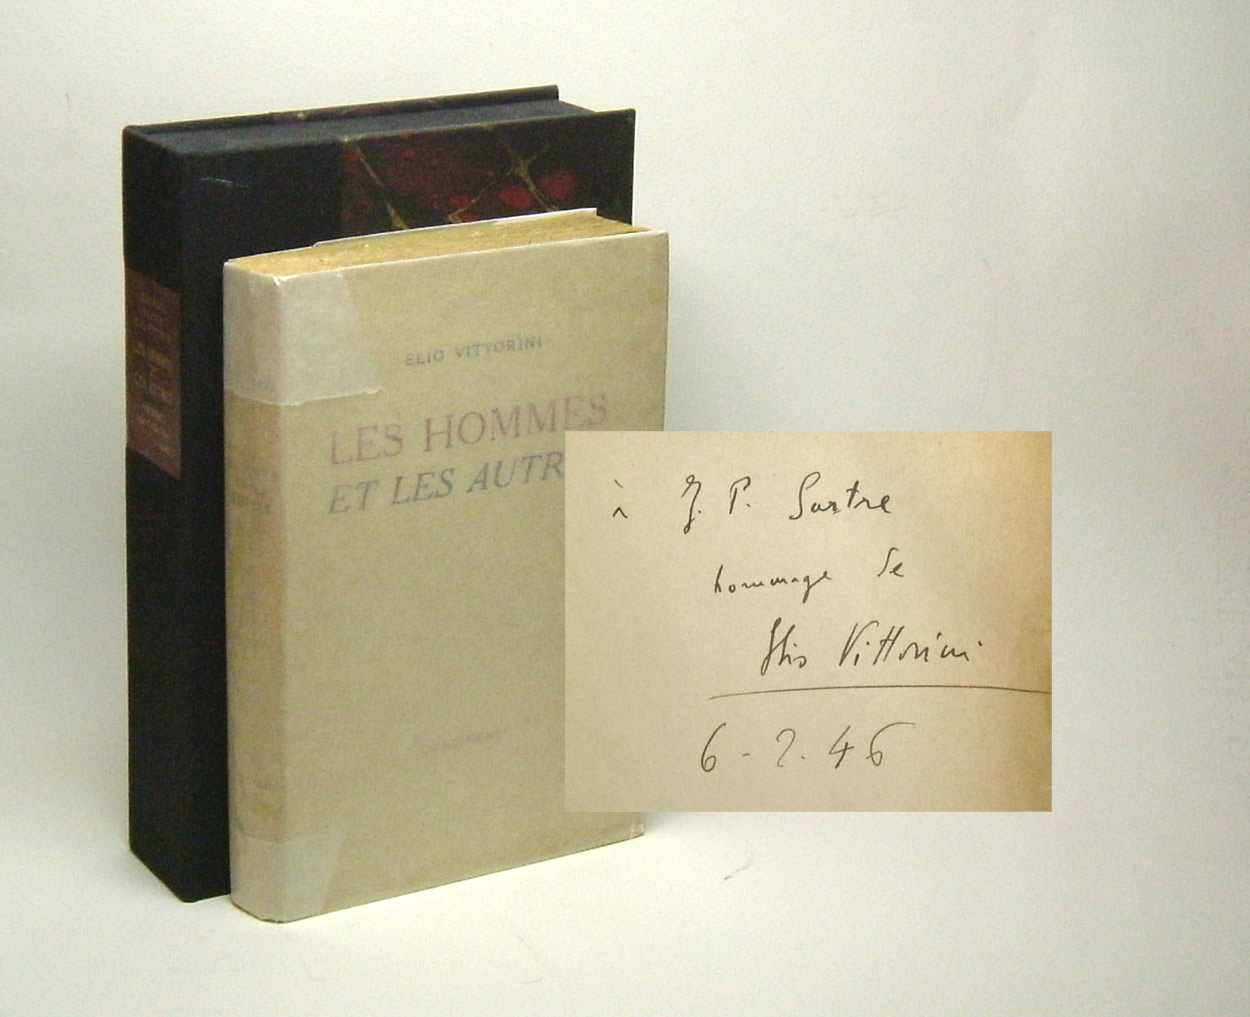 ELIO VITTORINI
LES HOMMES
ET LES AUTR
à J. P. Sartre
hommage de
Elio Vittorini
6-2.46